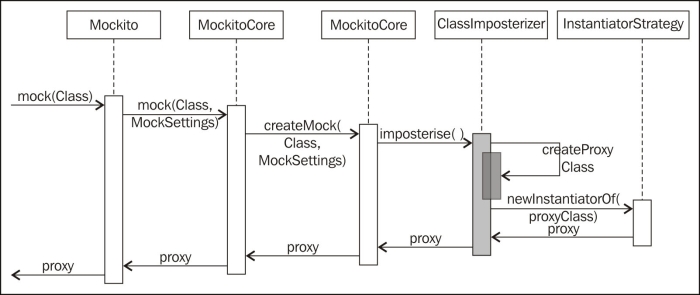 Mockito
MockitoCore
MockitoCore
ClassImposterizer
InstantiatorStrategy
mock(Class)
mock(Class,
MockSettings)
createMock(
Class,
MockSettings)
imposterise( )
createProxy
Class
newInstantiatorOf(
proxyClass)
proxy
proxy
proxy
proxy
proxy